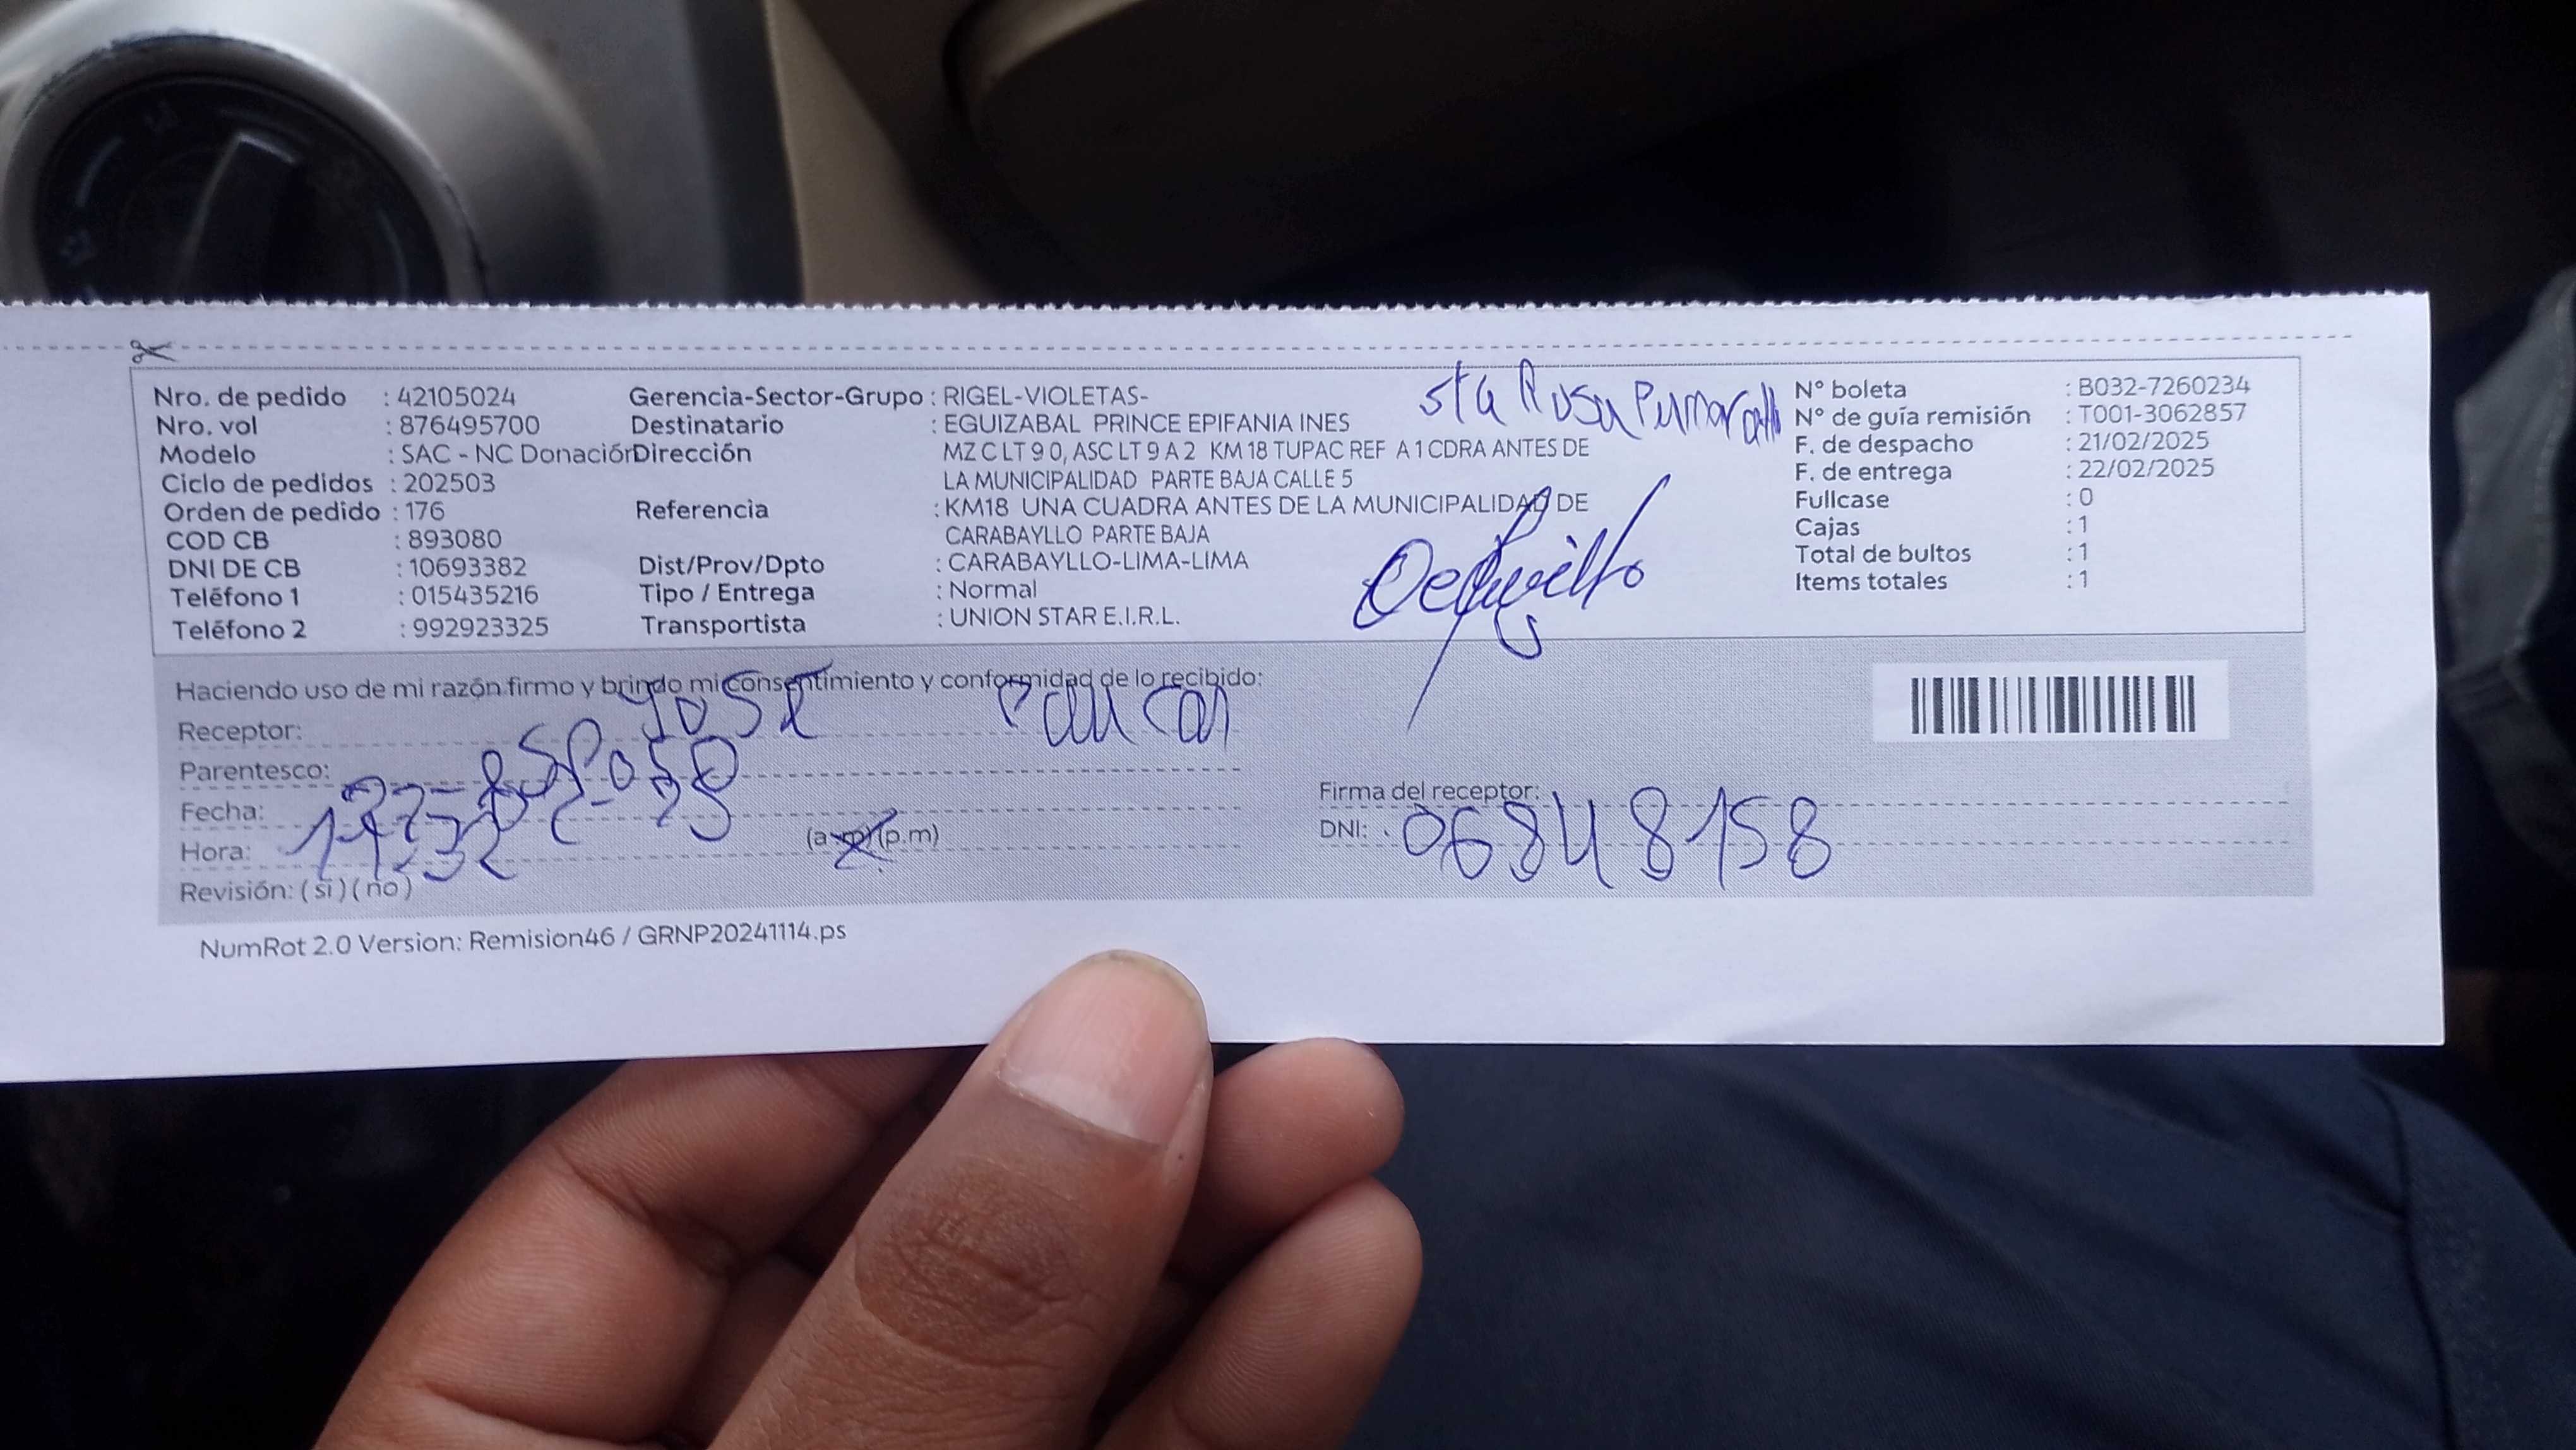 Nro. de pedido : 42105024
Nro. vol : 876495700
Modelo : SAC - NC Donación
Ciclo de pedidos : 202503
Orden de pedido : 176
COD CB : 893080
DNI DE CB : 10693382
Teléfono 1 : 015435216
Teléfono 2 : 992923325
Gerencia-Sector-Grupo : RIGEL-VIOLETAS-
Destinatario : EGUIZABAL PRINCE EPIFANIA INES
Dirección MZ C LT 9 0, ASC LT 9 A 2 KM 18 TUPAC REF A 1 CDRA ANTES DE
LA MUNICIPALIDAD PARTE BAJA CALLE 5
Referencia : KM18 UNA CUADRA ANTES DE LA MUNICIPALIDAD DE
CARABAYLLO PARTE BAJA
Dist/Prov/Dpto : CARABAYLLO-LIMA-LIMA
Tipo / Entrega : Normal
Transportista : UNION STAR E.I.R.L.
sta Rosa
N° boleta : B032-7260234
N° de guía remisión : T001-3062857
F. de despacho : 21/02/2025
F. de entrega : 22/02/2025
Fullcase : 0
Cajas : 1
Total de bultos : 1
Items totales : 1
Haciendo uso de mi razón firmo y brindo mi consentimiento y conformidad de lo recibido:
Receptor: JOSE Paucar
Parentesco: esposo
Fecha: 22-02-25
Hora: (a.m) (p.m)
Revisión: ( si ) ( no )
Firma del receptor:
DNI: 06848158
NumRot 2.0 Version: Remision46 / GRNP20241114.ps